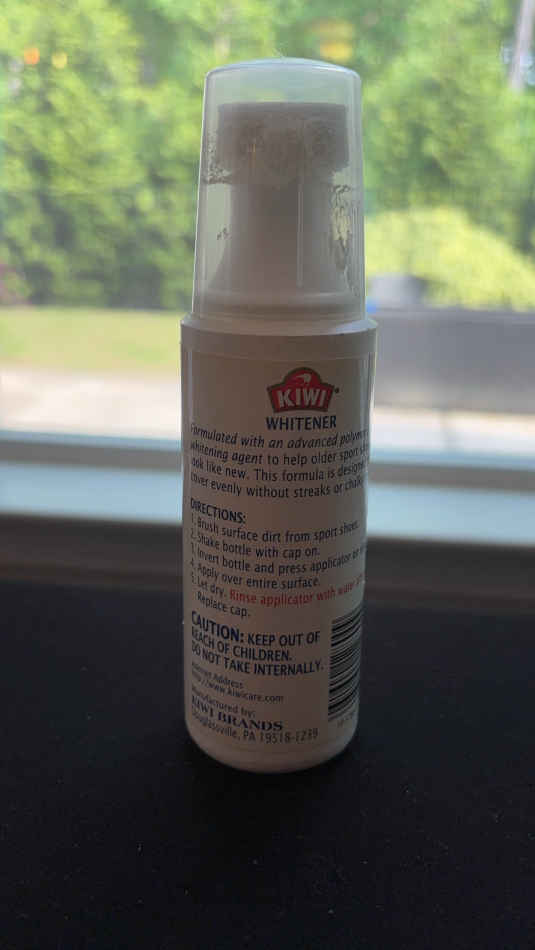 KIWI
WHITENER
Formulated with an advanced polymer
whitening agent to help older sport
look like new. This formula is designed
cover evenly without streaks or chalky
DIRECTIONS:
1. Brush surface dirt from sport shoes.
2. Shake bottle with cap on.
3. Invert bottle and press applicator on
4. Apply over entire surface.
5. Let dry. Rinse applicator with water
Replace cap.
CAUTION: KEEP OUT OF
REACH OF CHILDREN.
DO NOT TAKE INTERNALLY.
Internet Address
http://www.kiwicare.com
Manufactured by:
KIWI BRANDS
Douglassville, PA 19518-1239